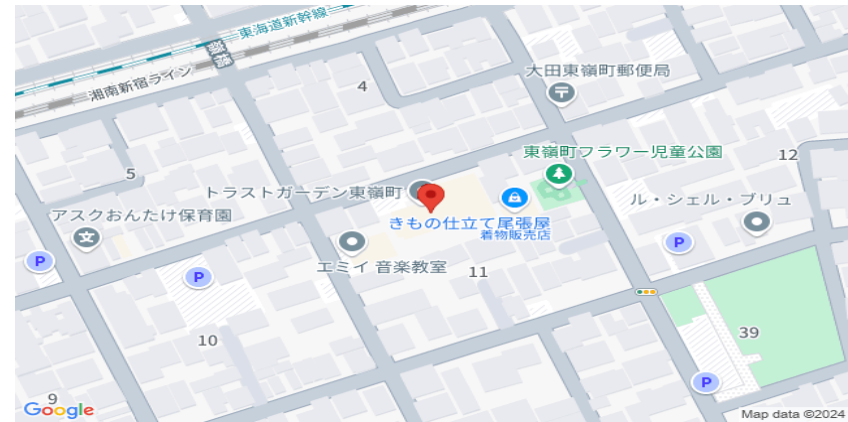 東海道新幹線
嶺橋
湘南新宿ライン
4
大田東嶺町郵便局
〒
東嶺町フラワー児童公園
12
5
トラストガーデン東嶺町
ル・シェル・ブリュ
アスクおんたけ保育園
文
きもの仕立て尾張屋
着物販売店
P
P
エミイ 音楽教室
11
P
10
39
P
9
Google
Map data ©2024